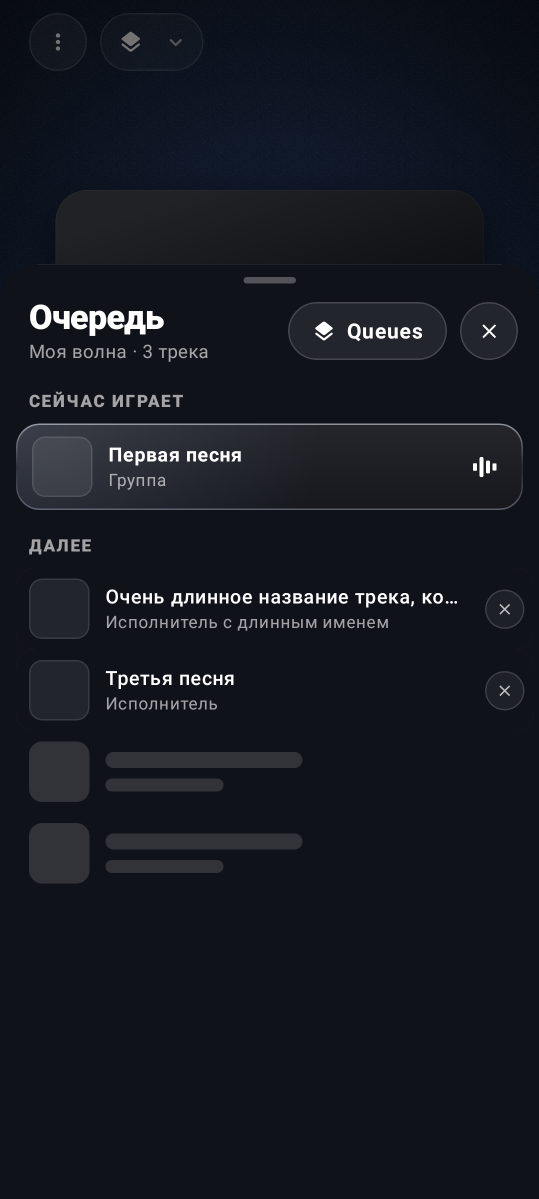 Очередь
Queues
Моя волна · 3 трека
СЕЙЧАС ИГРАЕТ
Первая песня
Группа
ДАЛЕЕ
Очень длинное название трека, ко...
Исполнитель с длинным именем
Третья песня
Исполнитель